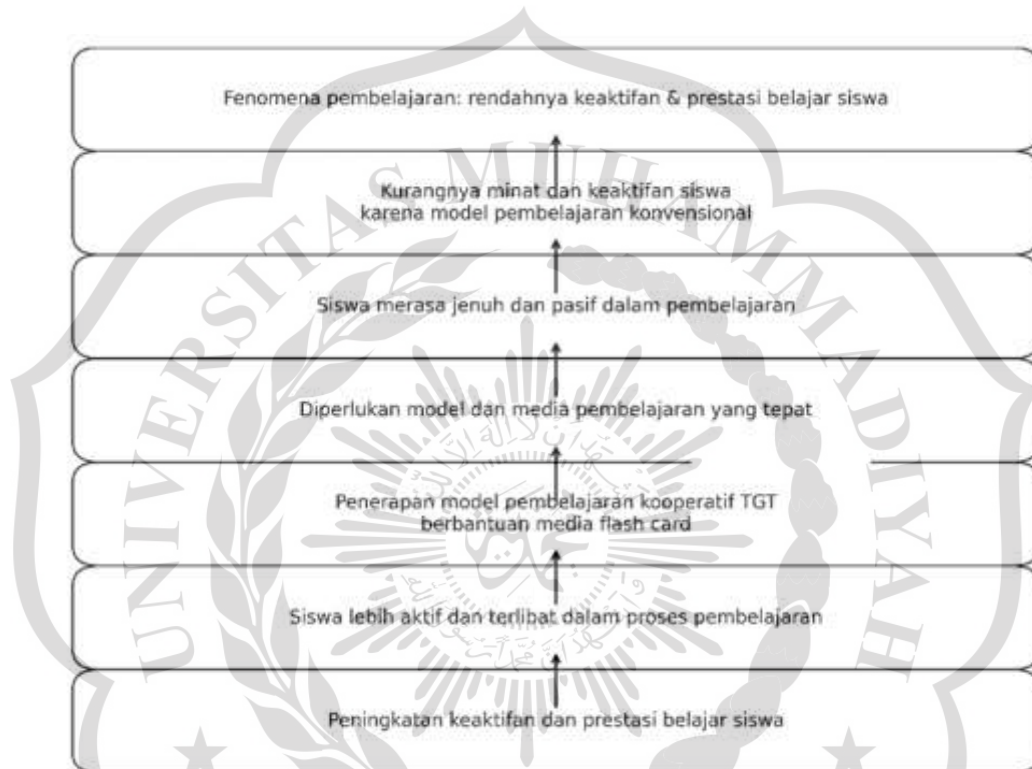 Fenomena pembelajaran: rendahnya keaktifan & prestasi belajar siswa
Kurangnya minat dan keaktifan siswa
karena model pembelajaran konvensional
Siswa merasa jenuh dan pasif dalam pembelajaran
Diperlukan model dan media pembelajaran yang tepat
Penerapan model pembelajaran kooperatif TGT
berbantuan media flash card
Siswa lebih aktif dan terlibat dalam proses pembelajaran
Peningkatan keaktifan dan prestasi belajar siswa
UNIVERSITAS MUHAMMADIYAH